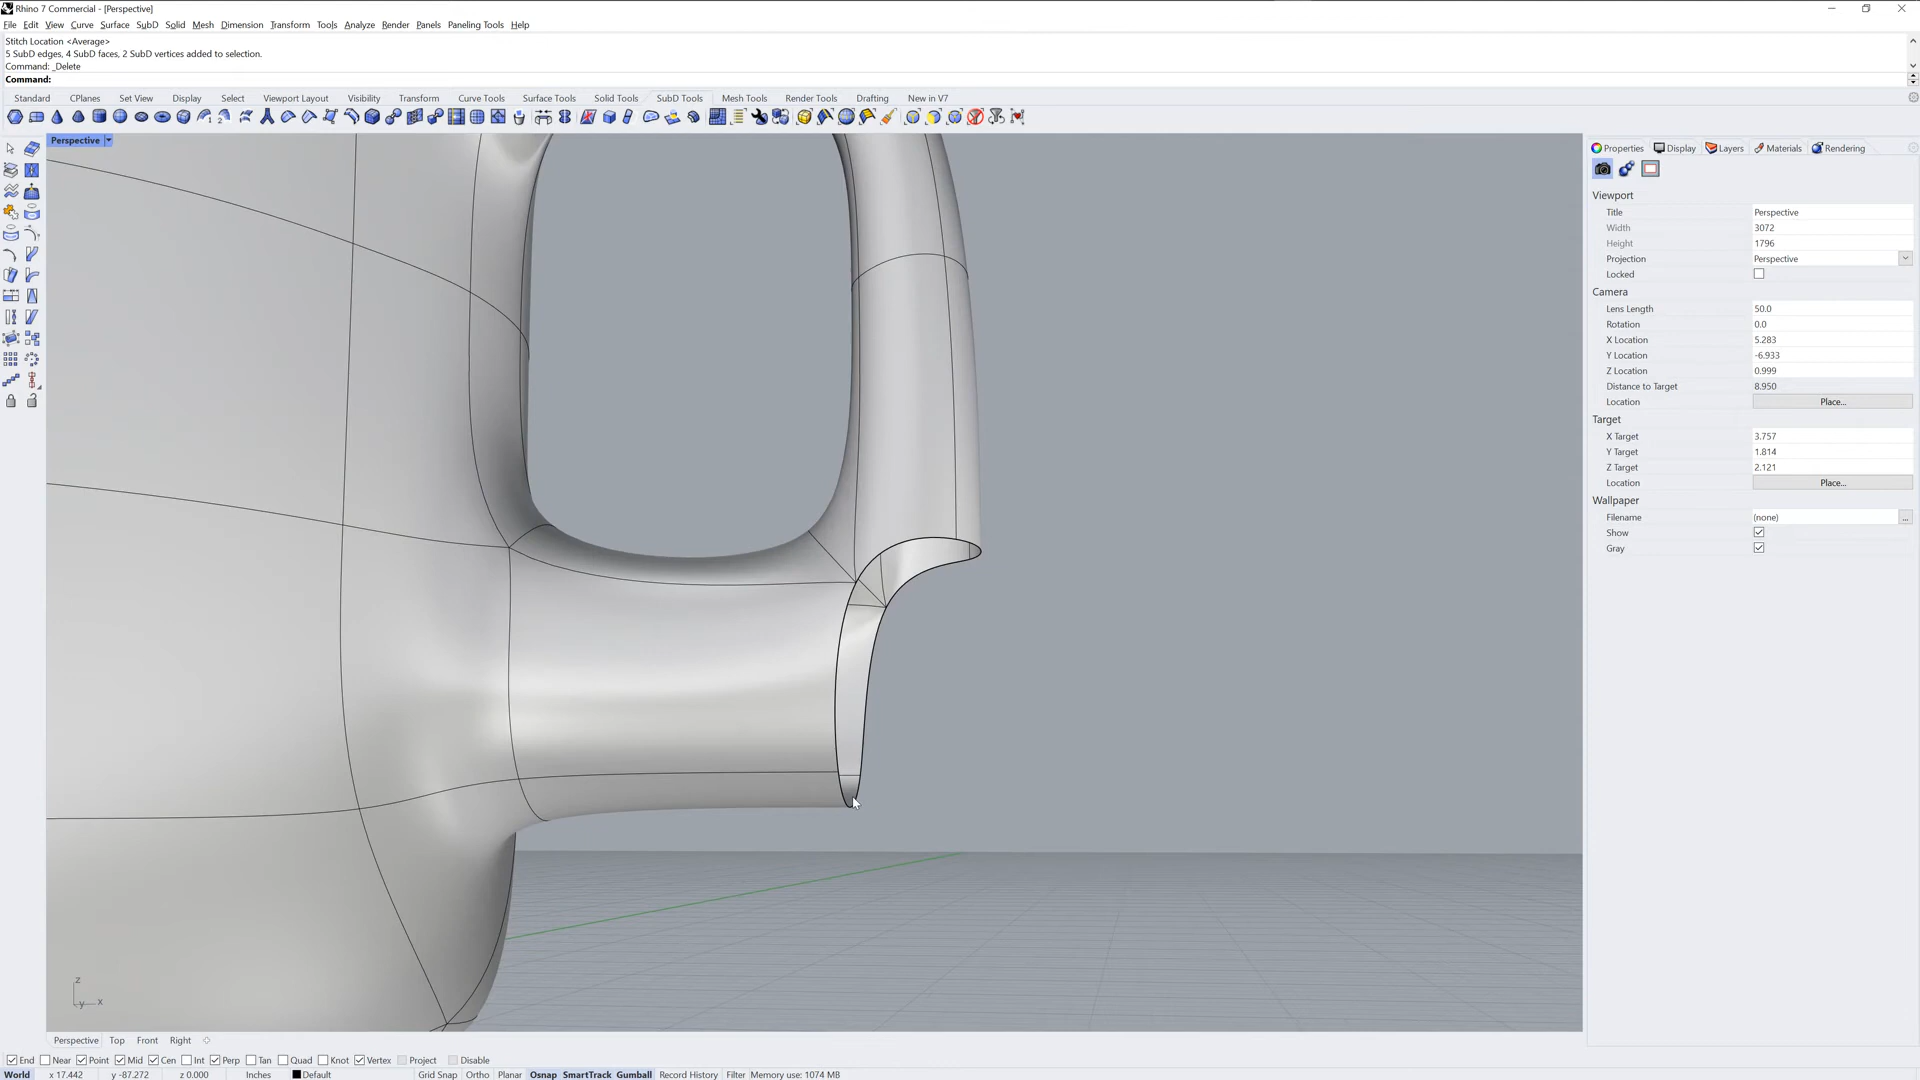 Rhino 7 Commercial - [Perspective]
File Edit View Curve Surface SubD Solid Mesh Dimension Transform Tools Analyze Render Panels Paneling Tools Help
Stitch Location <Average>
5 SubD edges, 4 SubD faces, 2 SubD vertices added to selection.
Command: _Delete
Command:
Standard CPlanes Set View Display Select Viewport Layout Visibility Transform Curve Tools Surface Tools Solid Tools SubD Tools Mesh Tools Render Tools Drafting New in V7
Perspective
Properties Display Layers Materials Rendering
Viewport
Title Perspective
Width 3072
Height 1796
Projection Perspective
Locked
Camera
Lens Length 50.0
Rotation 0.0
X Location 5.283
Y Location -6.933
Z Location 0.999
Distance to Target 8.950
Location Place...
Target
X Target 3.757
Y Target 1.814
Z Target 2.121
Location Place...
Wallpaper
Filename (none) ...
Show
Gray
z
y x
Perspective Top Front Right
End Near Point Mid Cen Int Perp Tan Quad Knot Vertex Project Disable
World x 17.442 y -87.272 z 0.000 Inches Default Grid Snap Ortho Planar Osnap SmartTrack Gumball Record History Filter Memory use: 1074 MB